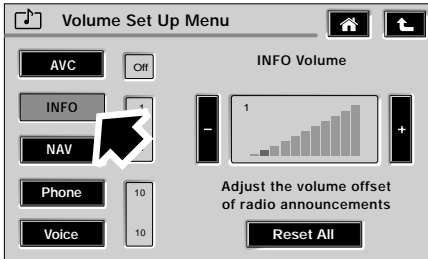 Volume Set Up Menu
AVC
Off
INFO Volume
INFO
1
1
–
+
NAV
Phone
10
Adjust the volume offset
of radio announcements
Voice
10
Reset All